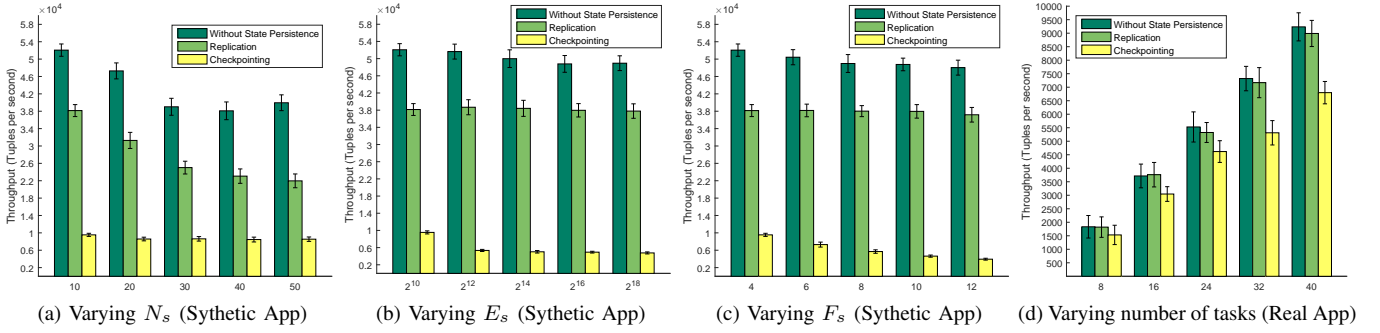 ×10⁴
Throughput (Tuples per second)
5.8
5.4
5
4.6
4.2
3.8
3.4
3
2.6
2.2
1.8
1.4
1
0.6
0.2
Without State Persistence
Replication
Checkpointing
10 20 30 40 50
(a) Varying Nₛ (Sythetic App)
×10⁴
Throughput (Tuples per second)
5.8
5.4
5
4.6
4.2
3.8
3.4
3
2.6
2.2
1.8
1.4
1
0.6
0.2
Without State Persistence
Replication
Checkpointing
2¹⁰ 2¹² 2¹⁴ 2¹⁶ 2¹⁸
(b) Varying Eₛ (Sythetic App)
×10⁴
Throughput (Tuples per second)
5.8
5.4
5
4.6
4.2
3.8
3.4
3
2.6
2.2
1.8
1.4
1
0.6
0.2
Without State Persistence
Replication
Checkpointing
4 6 8 10 12
(c) Varying Fₛ (Sythetic App)
Throughput (Tuples per second)
10000
9500
9000
8500
8000
7500
7000
6500
6000
5500
5000
4500
4000
3500
3000
2500
2000
1500
1000
500
Without State Persistence
Replication
Checkpointing
8 16 24 32 40
(d) Varying number of tasks (Real App)